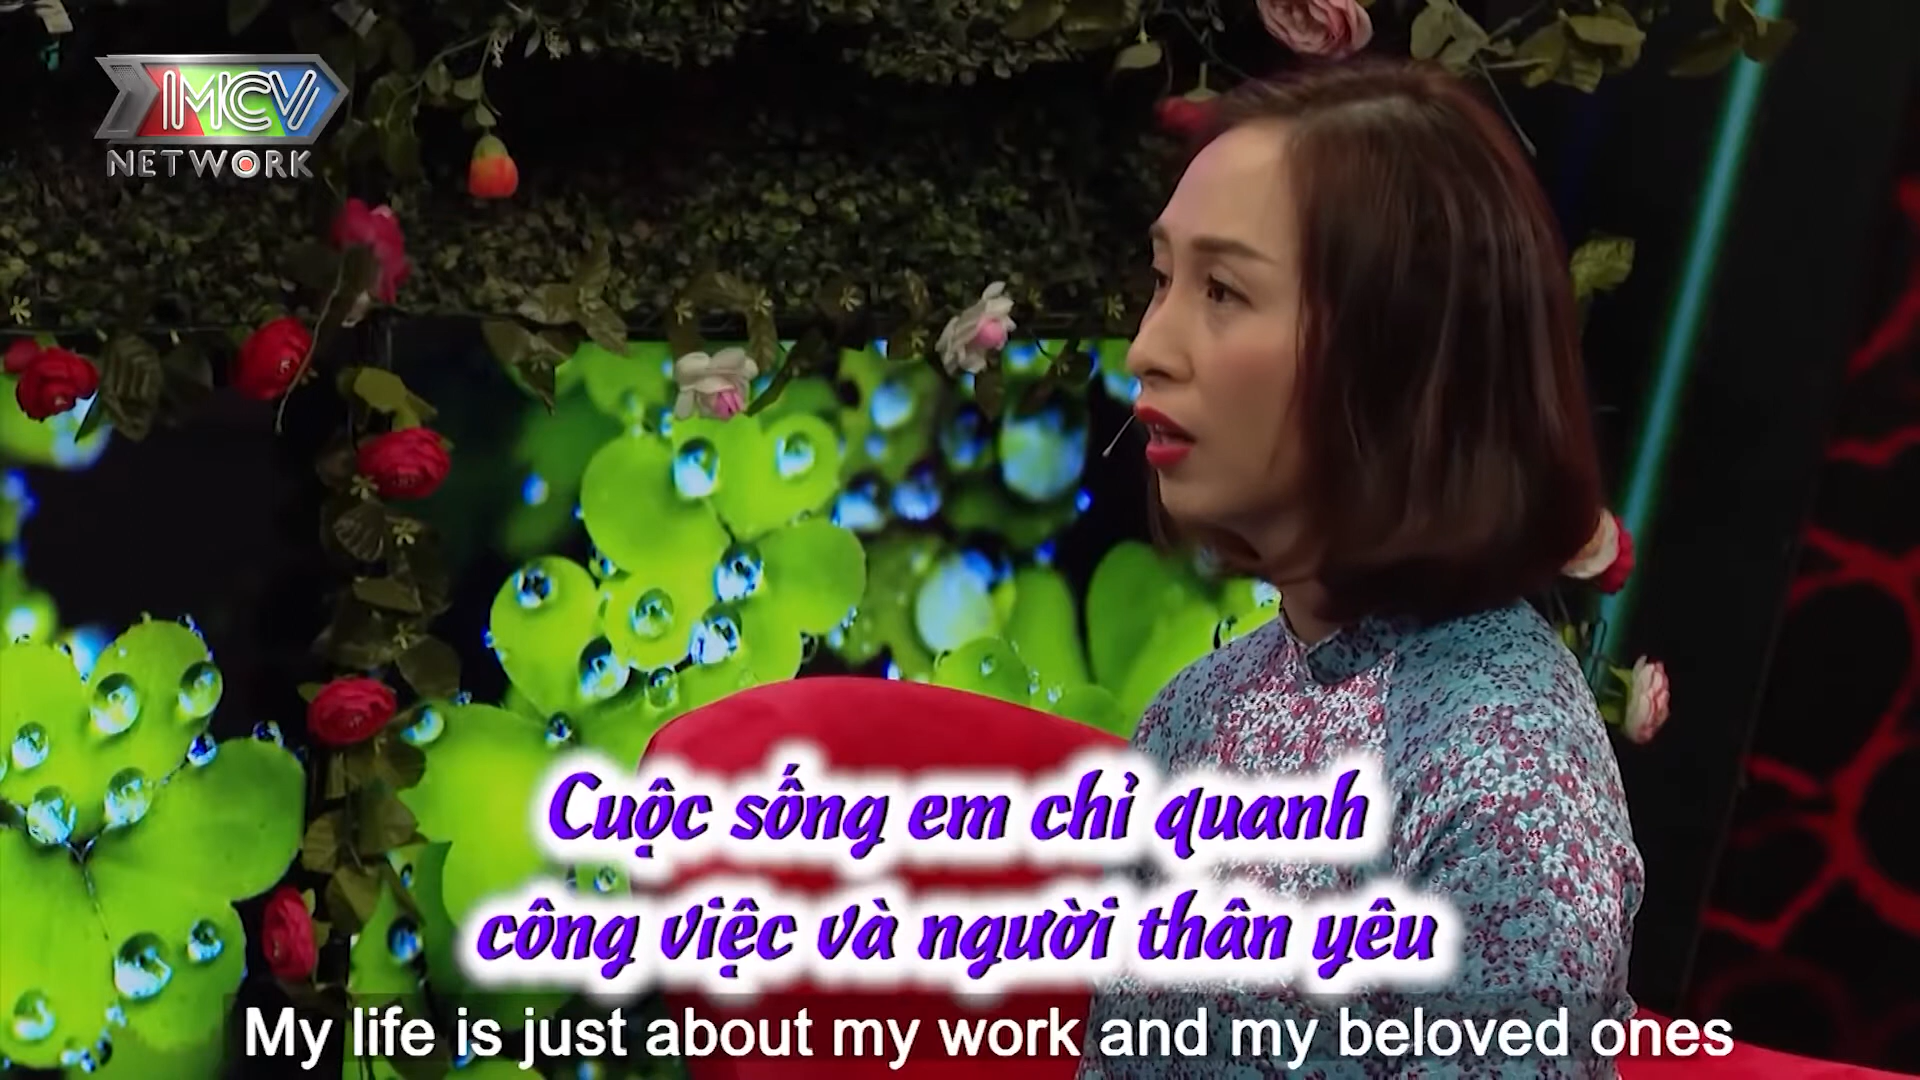 MCV
NETWORK
Cuộc sống em chỉ quanh
công việc và người thân yêu
My life is just about my work and my beloved ones